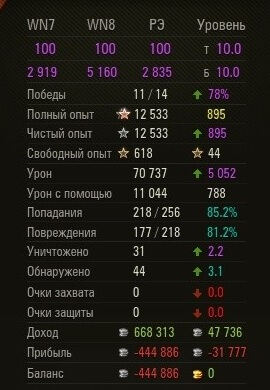 WN7 WN8 РЭ Уровень
100 100 100 т 10.0
2 919 5 160 2 835 Б 10.0
Победы 11 / 14 78%
Полный опыт 12 533 895
Чистый опыт 12 533 895
Свободный опыт 618 44
Урон 70 737 5 052
Урон с помощью 11 044 788
Попадания 218 / 256 85.2%
Повреждения 177 / 218 81.2%
Уничтожено 31 2.2
Обнаружено 44 3.1
Очки захвата 0 0.0
Очки защиты 0 0.0
Доход 668 313 47 736
Прибыль -444 886 -31 777
Баланс -444 886 0